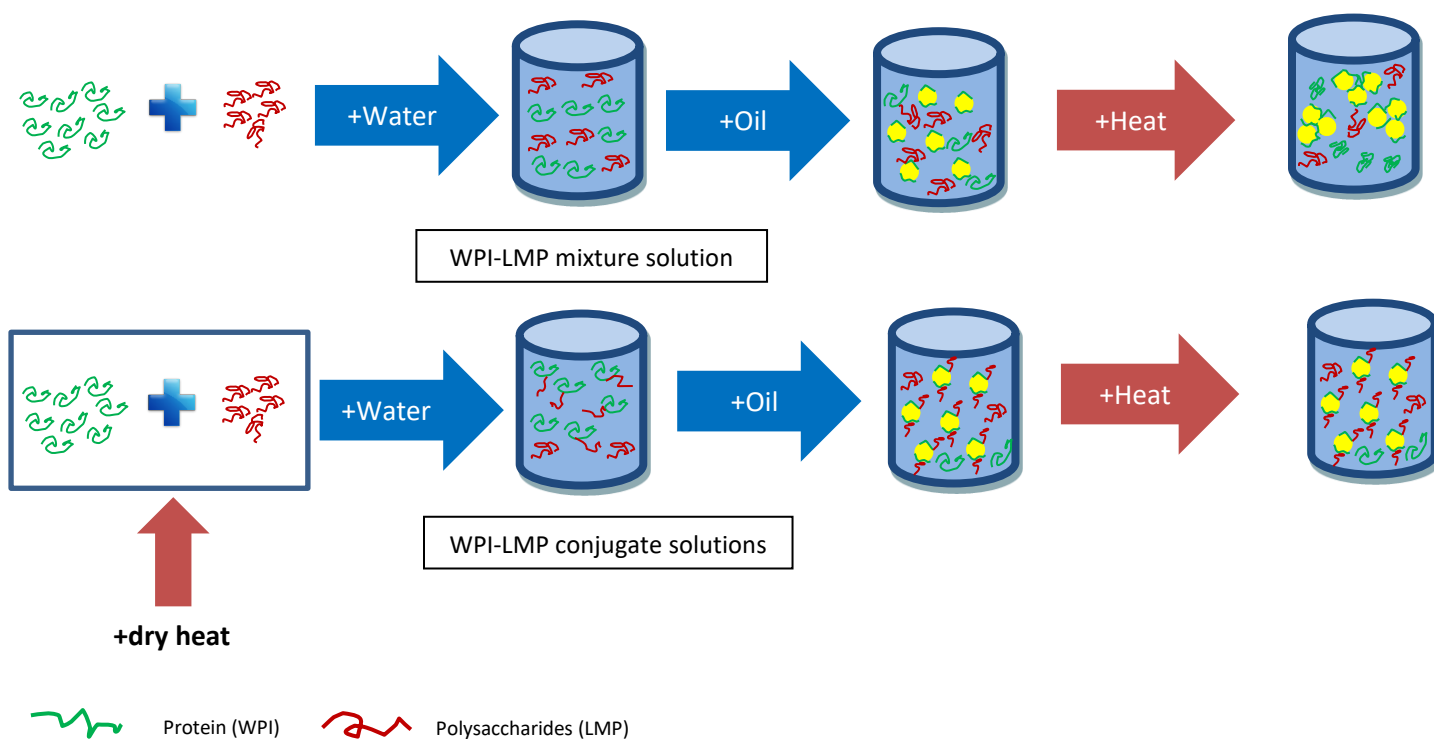 +Water
+Oil
+Heat
WPI-LMP mixture solution
+Water
+Oil
+Heat
WPI-LMP conjugate solutions
+dry heat
Protein (WPI)
Polysaccharides (LMP)